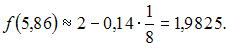 f(5,86) ≈ 2 − 0,14 · 1/8 = 1,9825.